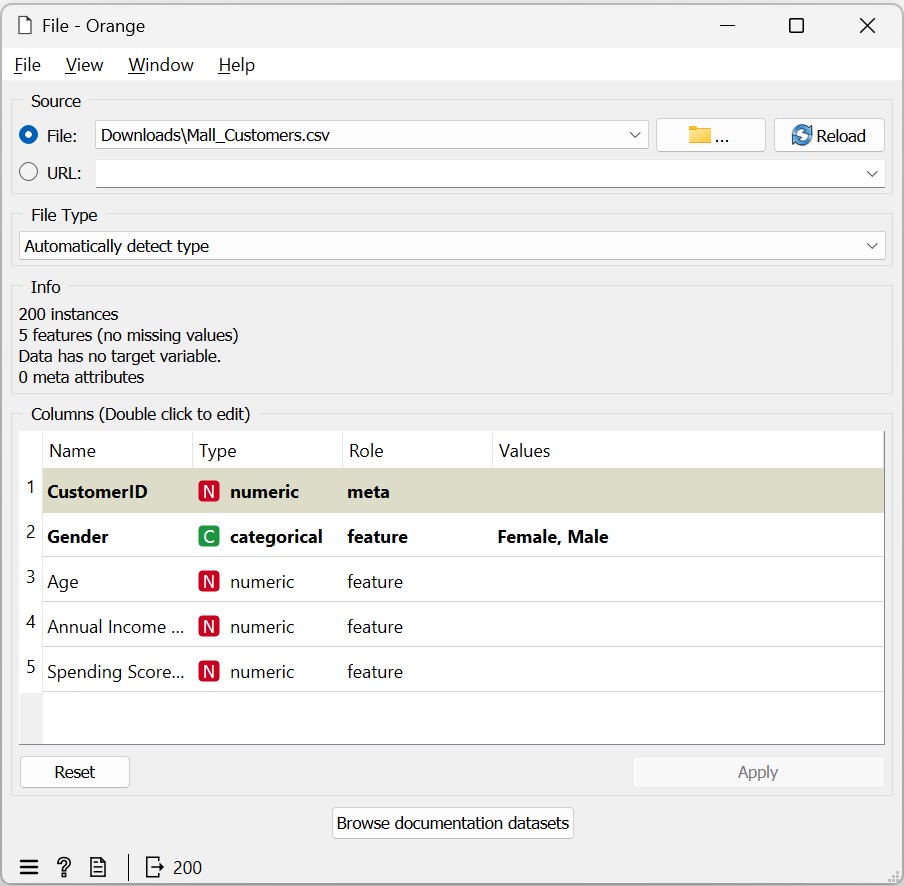 File - Orange
File View Window Help
Source
File: Downloads\Mall_Customers.csv ... Reload
URL:
File Type
Automatically detect type
Info
200 instances
5 features (no missing values)
Data has no target variable.
0 meta attributes
Columns (Double click to edit)
Name Type Role Values
1 CustomerID N numeric meta
2 Gender C categorical feature Female, Male
3 Age N numeric feature
4 Annual Income ... N numeric feature
5 Spending Score... N numeric feature
Reset Apply
Browse documentation datasets
? 200